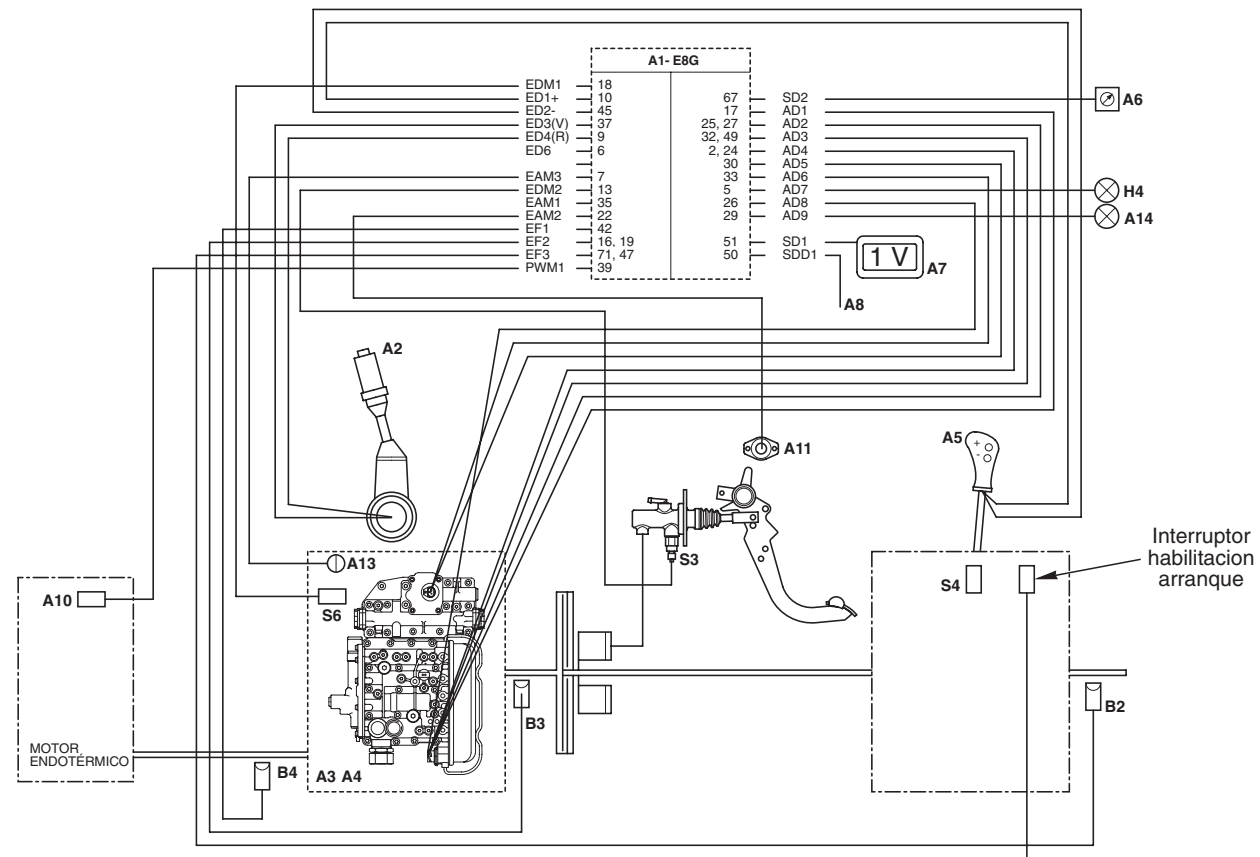 A1- E8G
EDM1 18
ED1+ 10
ED2- 45
ED3(V) 37
ED4(R) 9
ED6 6
EAM3 7
EDM2 13
EAM1 35
EAM2 22
EF1 42
EF2 16, 19
EF3 71, 47
PWM1 39
67 SD2
17 AD1
25, 27 AD2
32, 49 AD3
2, 24 AD4
30 AD5
33 AD6
5 AD7
26 AD8
29 AD9
51 SD1
50 SDD1
A6
H4
A14
1 V
A7
A8
A2
A11
A5
+
-
S3
A13
S6
A10
S4
Interruptor
habilitacion
arranque
B3
B2
MOTOR
ENDOTÉRMICO
B4
A3 A4